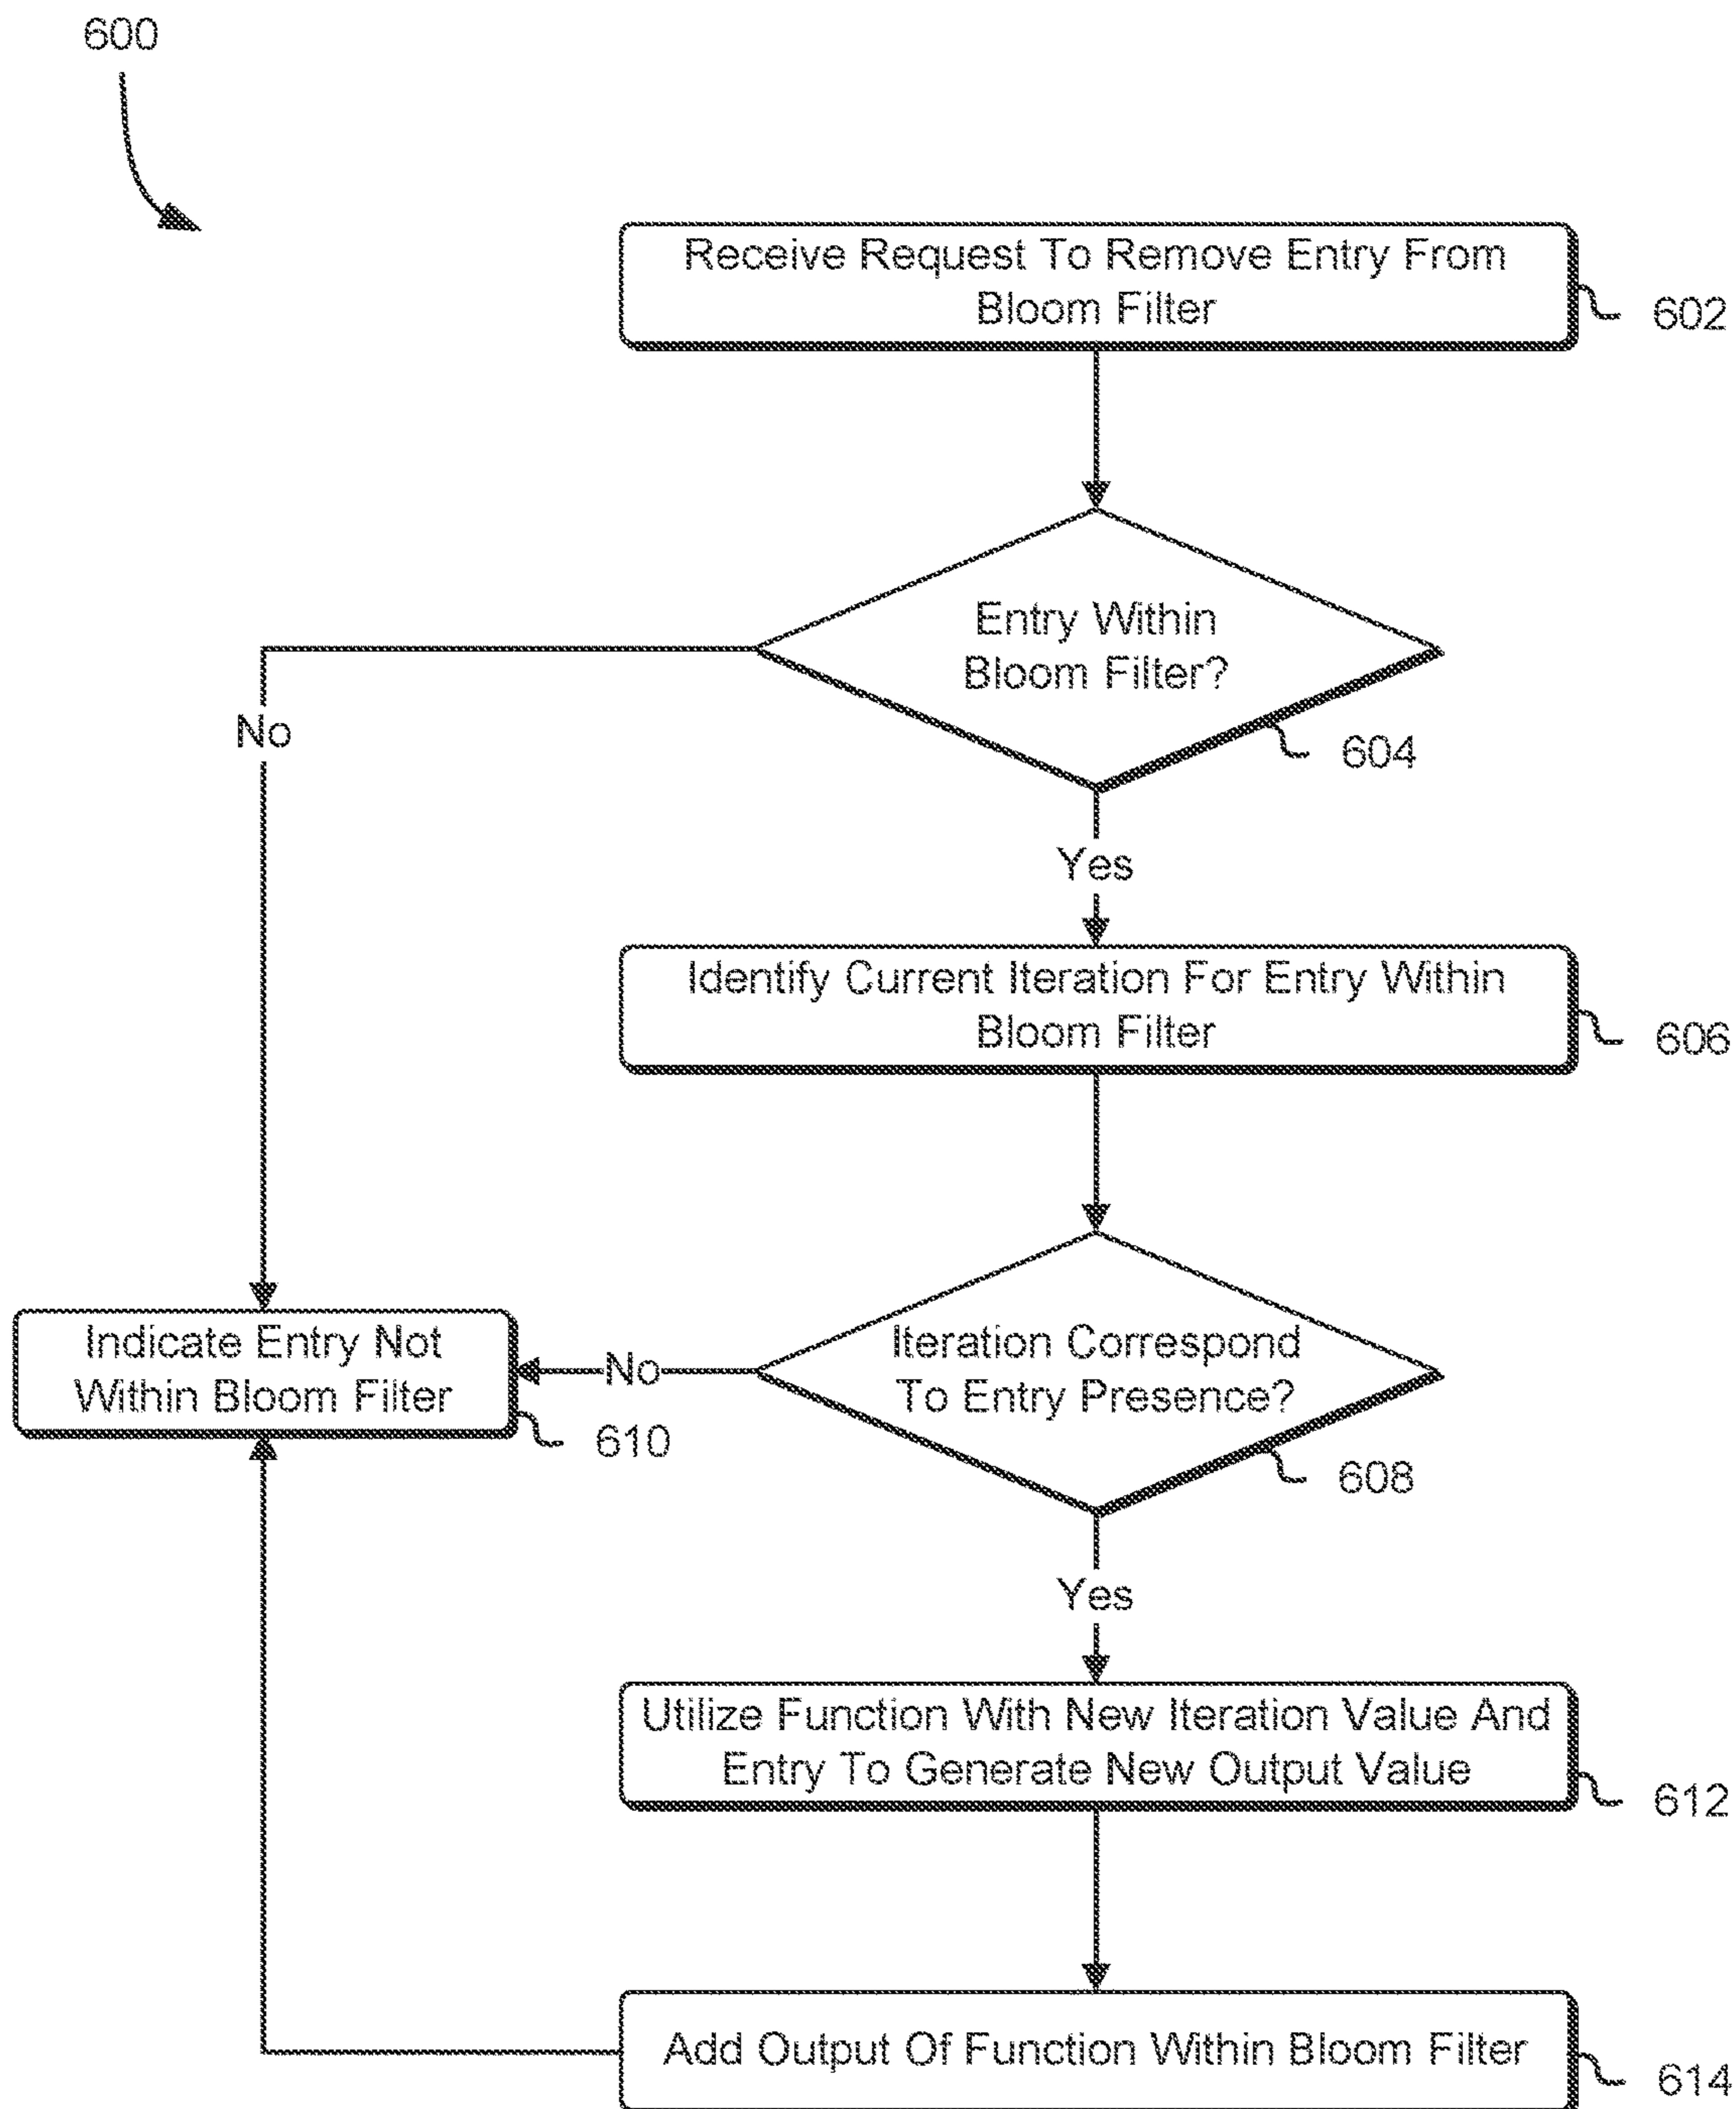 600
Receive Request To Remove Entry From
Bloom Filter
602
Entry Within
Bloom Filter?
604
No
Yes
Identify Current Iteration For Entry Within
Bloom Filter
606
Iteration Correspond
To Entry Presence?
608
No
Indicate Entry Not
Within Bloom Filter
610
Yes
Utilize Function With New Iteration Value And
Entry To Generate New Output Value
612
Add Output Of Function Within Bloom Filter
614